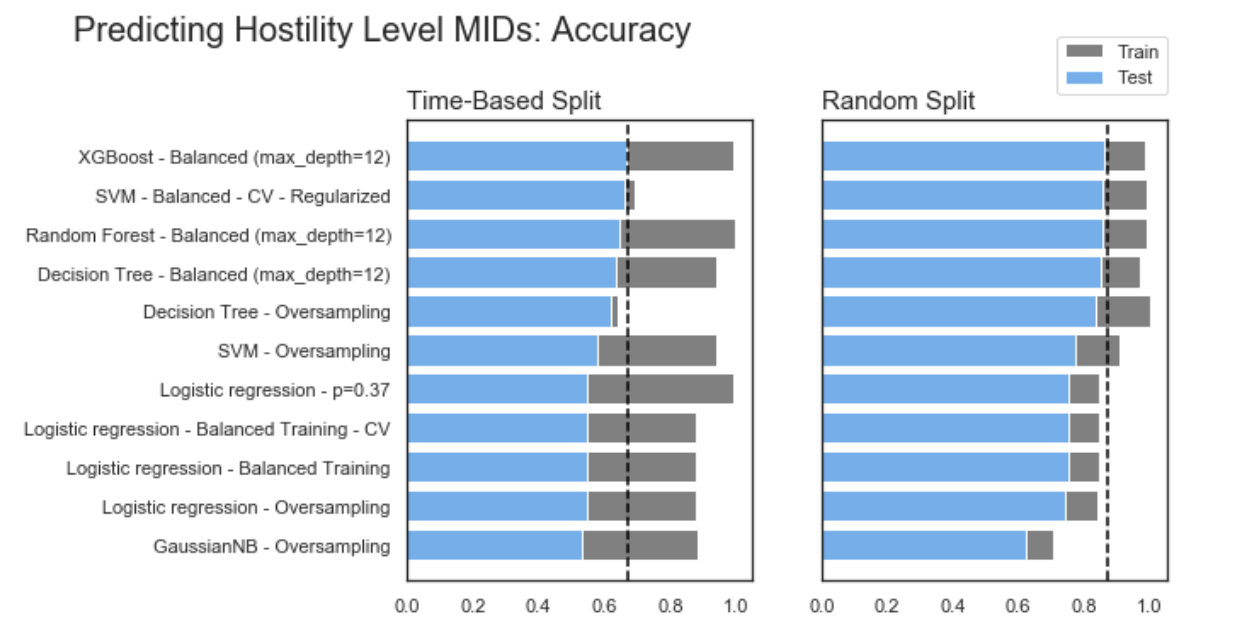 Predicting Hostility Level MIDs: Accuracy
Train
Test
Time-Based Split
Random Split
XGBoost - Balanced (max_depth=12)
SVM - Balanced - CV - Regularized
Random Forest - Balanced (max_depth=12)
Decision Tree - Balanced (max_depth=12)
Decision Tree - Oversampling
SVM - Oversampling
Logistic regression - p=0.37
Logistic regression - Balanced Training - CV
Logistic regression - Balanced Training
Logistic regression - Oversampling
GaussianNB - Oversampling
0.0 0.2 0.4 0.6 0.8 1.0
0.0 0.2 0.4 0.6 0.8 1.0